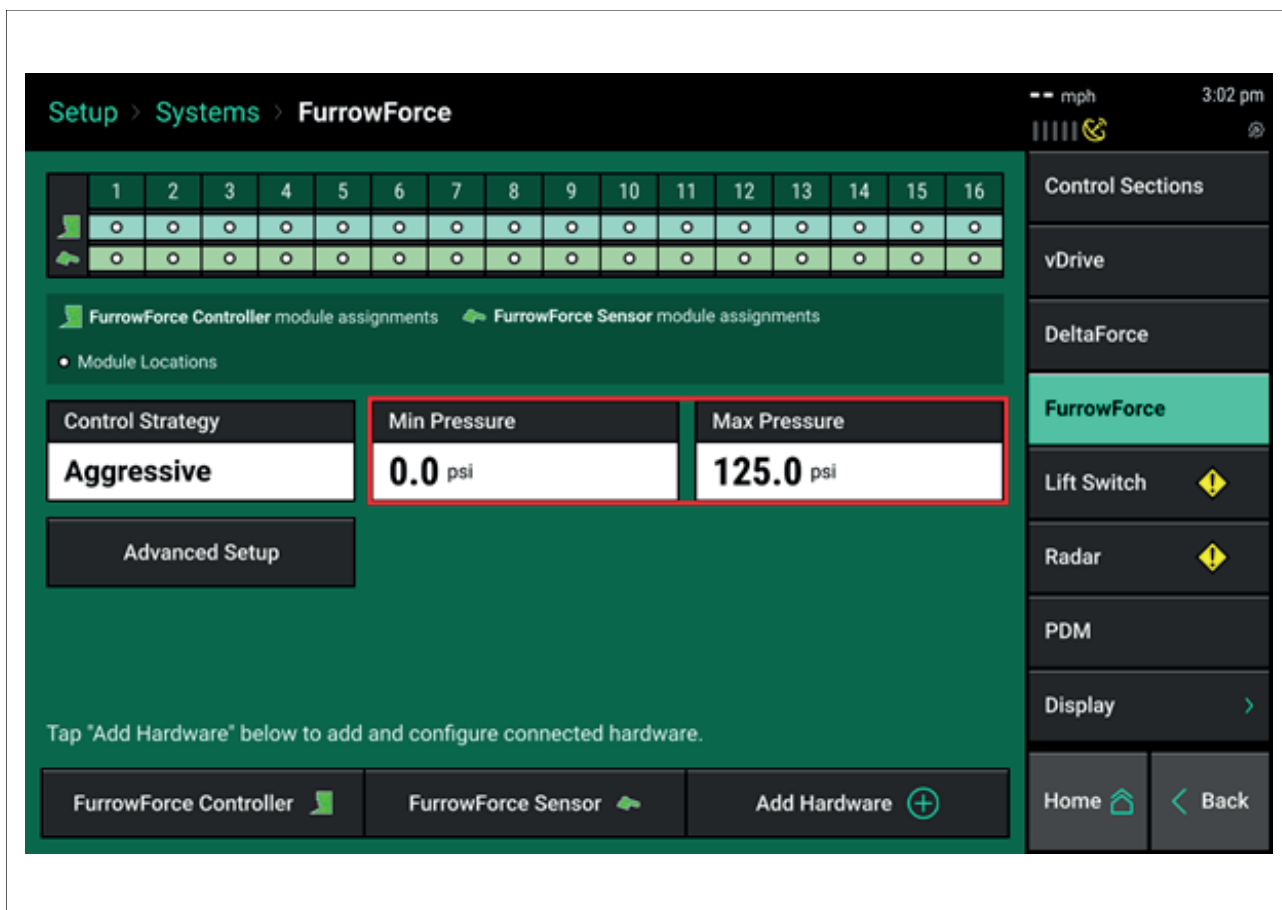 Setup > Systems > FurrowForce
-- mph 3:02 pm
1 2 3 4 5 6 7 8 9 10 11 12 13 14 15 16
FurrowForce Controller module assignments FurrowForce Sensor module assignments
Module Locations
Control Strategy
Aggressive
Min Pressure
0.0 psi
Max Pressure
125.0 psi
Advanced Setup
Tap "Add Hardware" below to add and configure connected hardware.
FurrowForce Controller
FurrowForce Sensor
Add Hardware
Control Sections
vDrive
DeltaForce
FurrowForce
Lift Switch
Radar
PDM
Display >
Home
< Back